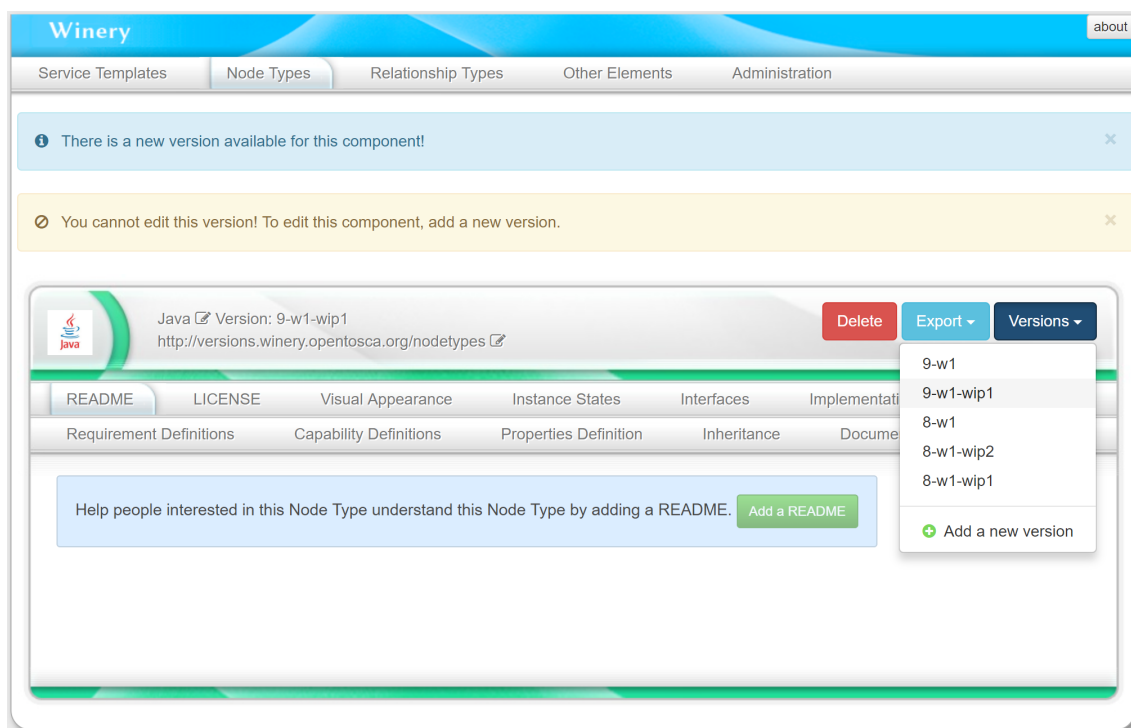 Winery
about
Service Templates Node Types Relationship Types Other Elements Administration
There is a new version available for this component!
×
You cannot edit this version! To edit this component, add a new version.
×
Java
Java Version: 9-w1-wip1
http://versions.winery.opentosca.org/nodetypes
Delete Export Versions
9-w1
9-w1-wip1
8-w1
8-w1-wip2
8-w1-wip1
Add a new version
README LICENSE Visual Appearance Instance States Interfaces Implementati
Requirement Definitions Capability Definitions Properties Definition Inheritance Docume
Help people interested in this Node Type understand this Node Type by adding a README. Add a README